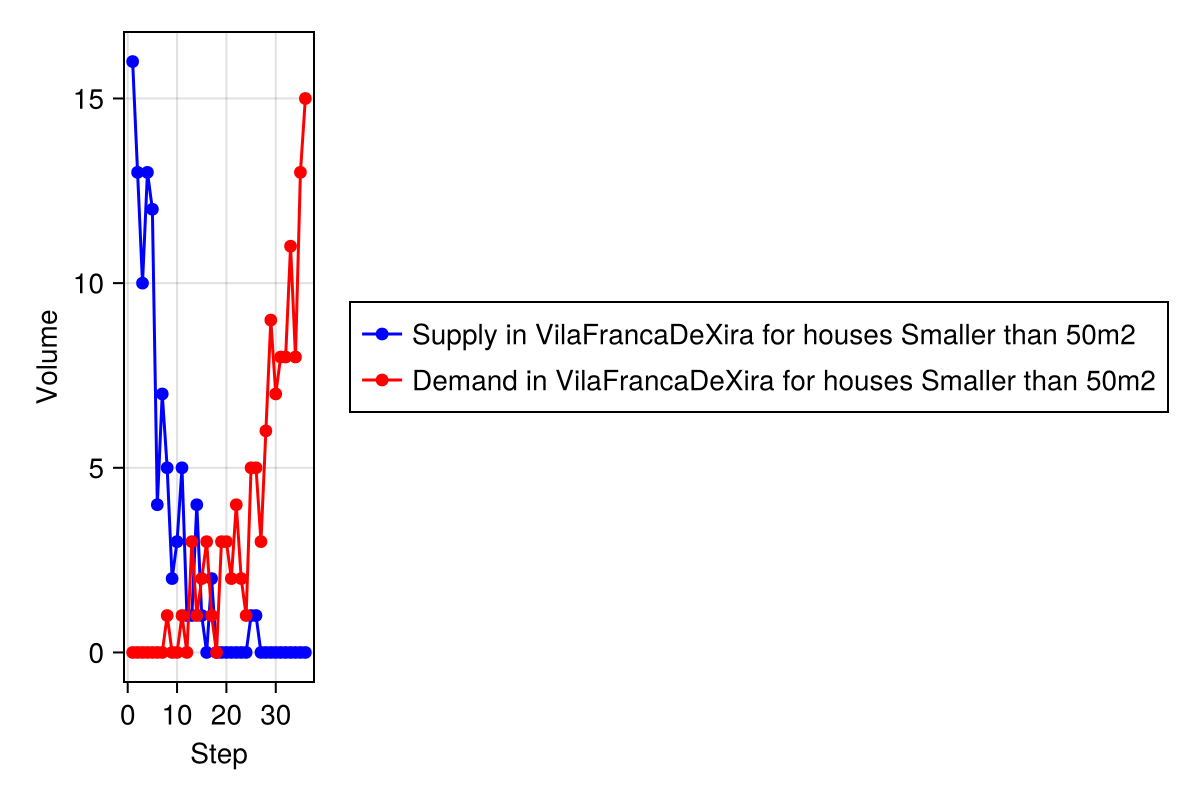 15
10
5
0
Volume
0 10 20 30
Step
Supply in VilaFrancaDeXira for houses Smaller than 50m2
Demand in VilaFrancaDeXira for houses Smaller than 50m2